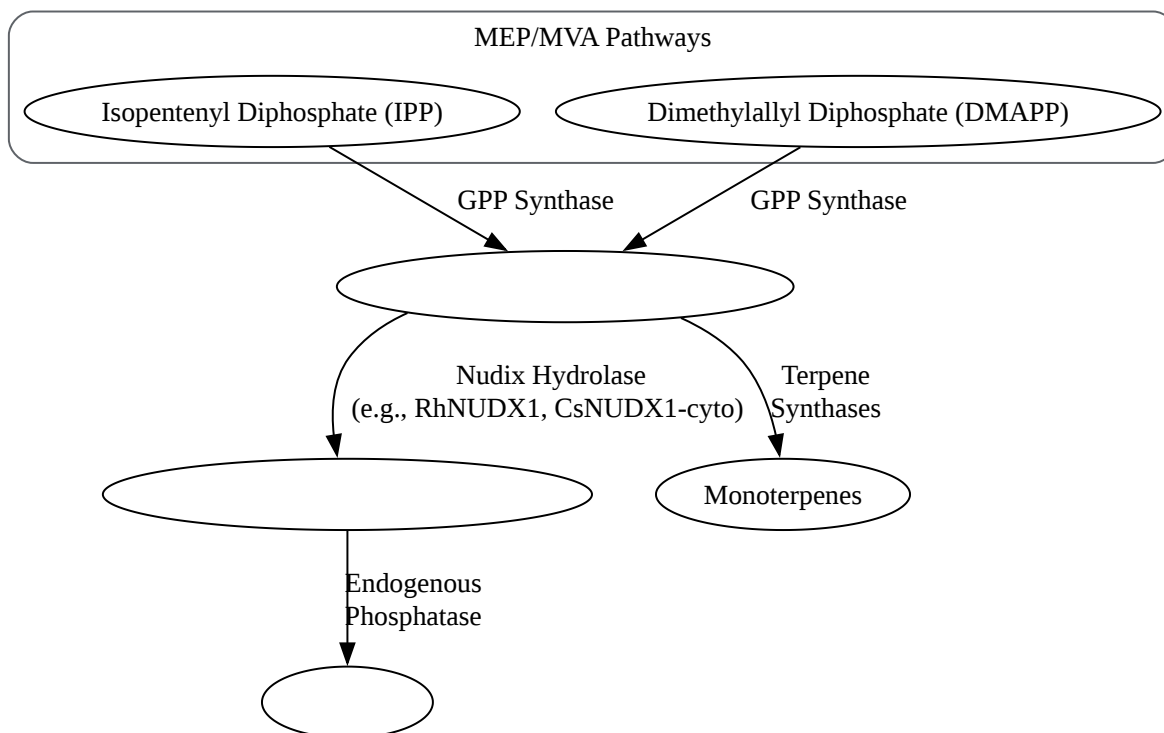 MEP/MVA Pathways
Isopentenyl Diphosphate (IPP)
Dimethylallyl Diphosphate (DMAPP)
GPP Synthase
GPP Synthase
Nudix Hydrolase
(e.g., RhNUDX1, CsNUDX1-cyto)
Terpene
Synthases
Monoterpenes
Endogenous
Phosphatase